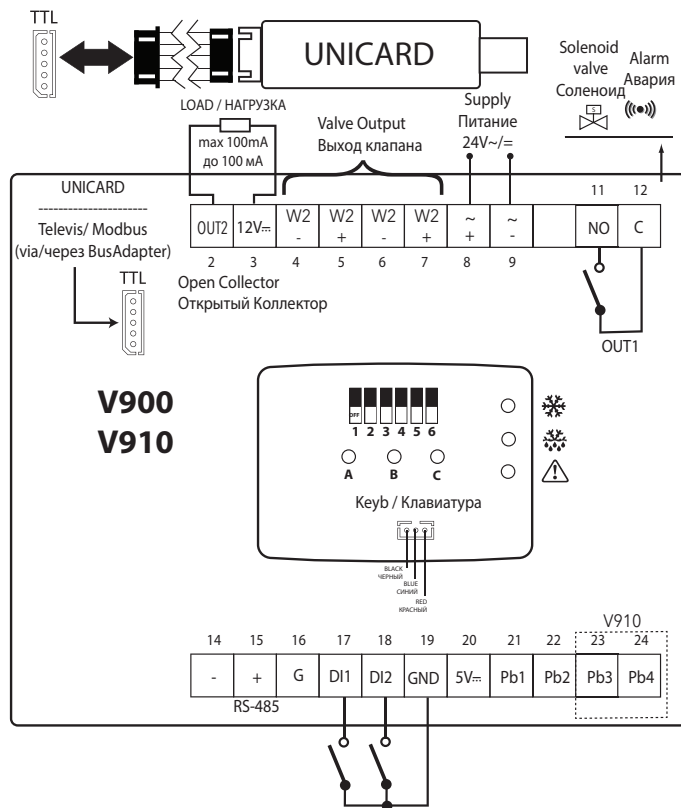 TTL
UNICARD
Solenoid
valve
Соленоид
Alarm
Авария
LOAD / НАГРУЗКА
max 100mA
до 100 мА
Valve Output
Выход клапана
Supply
Питание
24V~/=
S
UNICARD
Televis/ Modbus
(via/через BusAdapter)
TTL
11 12
OUT2 12V⎓ W2 - W2 + W2 - W2 + ~ + ~ - NO C
2 3 4 5 6 7 8 9
Open Collector
Открытый Коллектор
OUT1
V900
V910
OFF
1 2 3 4 5 6
A B C
Keyb / Клавиатура
BLACK
ЧЕРНЫЙ
BLUE
СИНИЙ
RED
КРАСНЫЙ
V910
14 15 16 17 18 19 20 21 22 23 24
- + G DI1 DI2 GND 5V⎓ Pb1 Pb2 Pb3 Pb4
RS-485